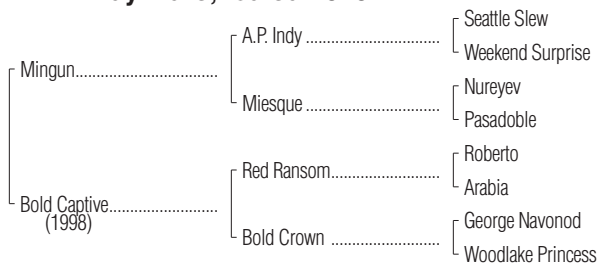 Seattle Slew
A.P. Indy ..........................................
Weekend Surprise
Mingun............................................
Nureyev
Miesque ..........................................
Pasadoble
Roberto
Red Ransom...................................
Arabia
Bold Captive...................................
(1998)
George Navonod
Bold Crown ....................................
Woodlake Princess